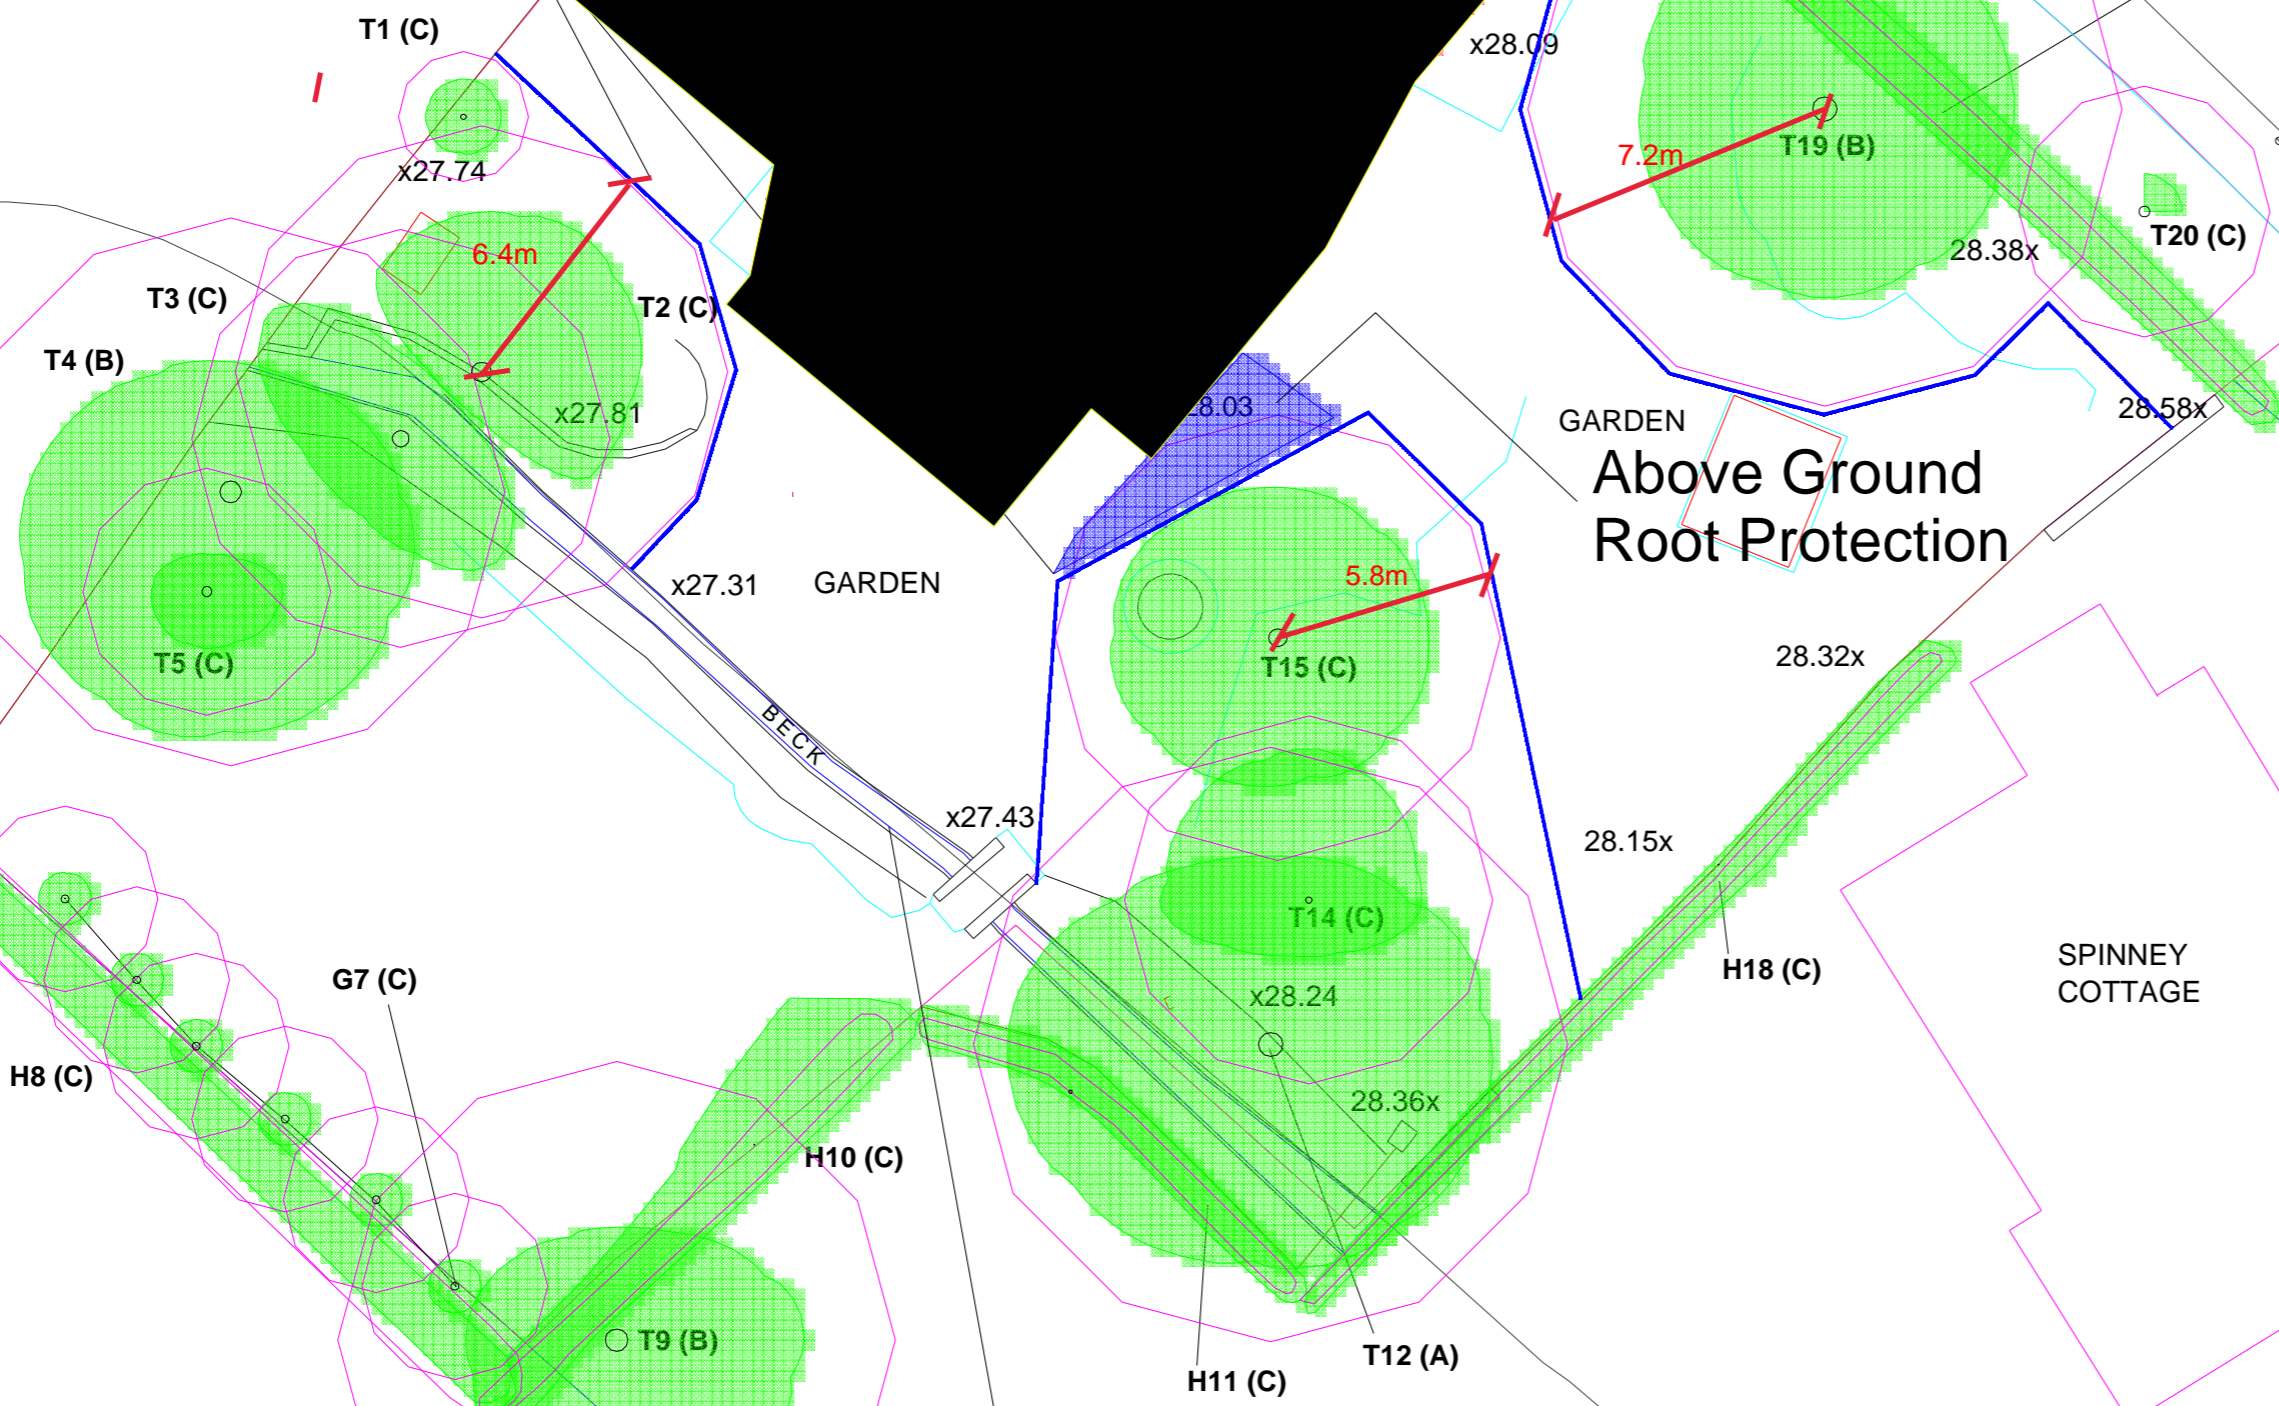 T1 (C)
x28.09
x27.74
T19 (B)
7.2m
T20 (C)
28.38x
6.4m
T3 (C)
T2 (C)
T4 (B)
x27.81
28.03
GARDEN
28.58x
Above Ground
Root Protection
x27.31
GARDEN
5.8m
T5 (C)
T15 (C)
28.32x
BECK
x27.43
28.15x
T14 (C)
SPINNEY
COTTAGE
G7 (C)
x28.24
H18 (C)
H8 (C)
28.36x
H10 (C)
T9 (B)
T12 (A)
H11 (C)